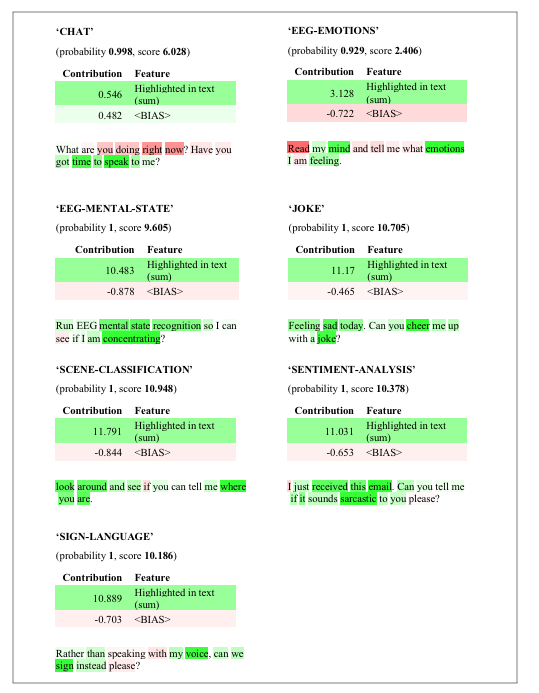 ‘CHAT’
(probability 0.998, score 6.028)
Contribution Feature
0.546 Highlighted in text
(sum)
0.482 <BIAS>
What are you doing right now? Have you
got time to speak to me?
‘EEG-EMOTIONS’
(probability 0.929, score 2.406)
Contribution Feature
3.128 Highlighted in text
(sum)
-0.722 <BIAS>
Read my mind and tell me what emotions
I am feeling.
‘EEG-MENTAL-STATE’
(probability 1, score 9.605)
Contribution Feature
10.483 Highlighted in text
(sum)
-0.878 <BIAS>
Run EEG mental state recognition so I can
see if I am concentrating?
‘JOKE’
(probability 1, score 10.705)
Contribution Feature
11.17 Highlighted in text
(sum)
-0.465 <BIAS>
Feeling sad today. Can you cheer me up
with a joke?
‘SCENE-CLASSIFICATION’
(probability 1, score 10.948)
Contribution Feature
11.791 Highlighted in text
(sum)
-0.844 <BIAS>
look around and see if you can tell me where
you are.
‘SENTIMENT-ANALYSIS’
(probability 1, score 10.378)
Contribution Feature
11.031 Highlighted in text
(sum)
-0.653 <BIAS>
I just received this email. Can you tell me
if it sounds sarcastic to you please?
‘SIGN-LANGUAGE’
(probability 1, score 10.186)
Contribution Feature
10.889 Highlighted in text
(sum)
-0.703 <BIAS>
Rather than speaking with my voice, can we
sign instead please?